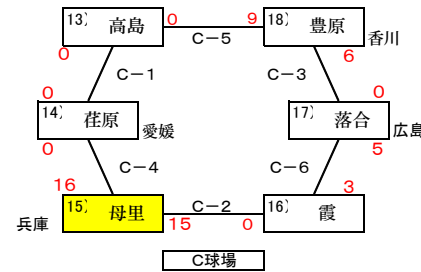 13) 高島
0
C－5
9
18) 豊原
香川
0
6
C－1
C－3
0
0
14) 荏原
愛媛
17) 落合
広島
0
5
C－4
C－6
16
3
兵庫
15) 母里
15
C－2
0
16) 霞
C球場